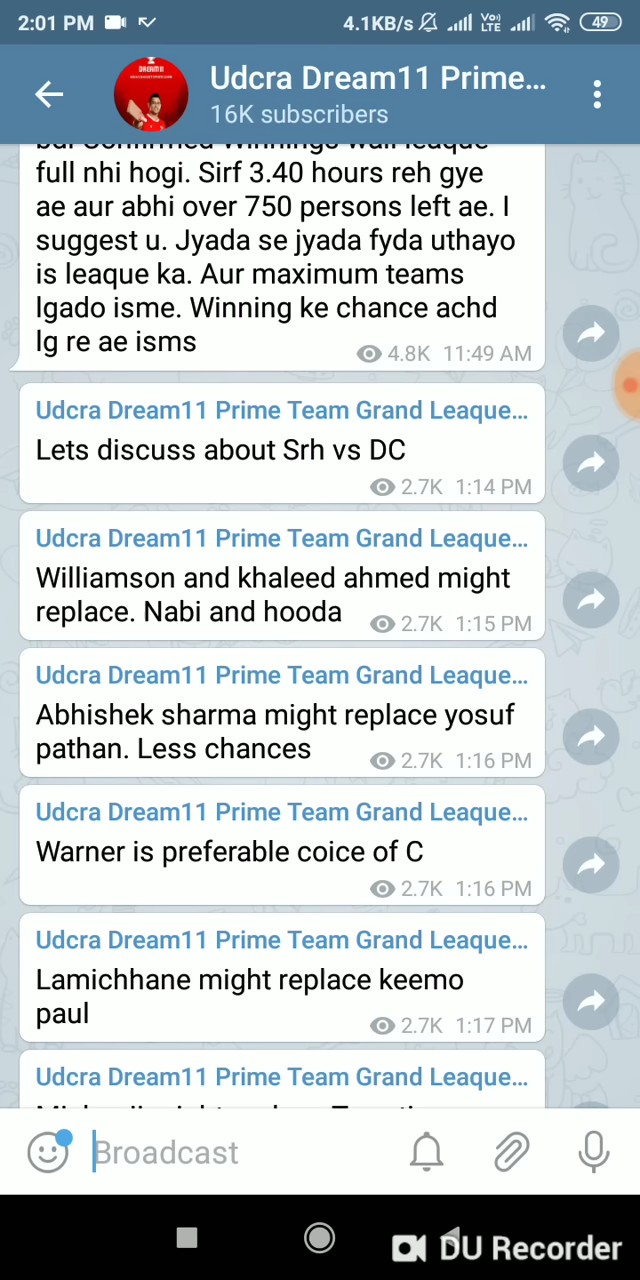 2:01 PM 4.1KB/s Vo) LTE 49
DREAM11
Udcra Dream11 Prime...
16K subscribers
bdi Confirmed Winnings wali leaque
full nhi hogi. Sirf 3.40 hours reh gye
ae aur abhi over 750 persons left ae. I
suggest u. Jyada se jyada fyda uthayo
is leaque ka. Aur maximum teams
lgado isme. Winning ke chance achd
lg re ae isms
4.8K 11:49 AM
Udcra Dream11 Prime Team Grand Leaque...
Lets discuss about Srh vs DC
2.7K 1:14 PM
Udcra Dream11 Prime Team Grand Leaque...
Williamson and khaleed ahmed might
replace. Nabi and hooda
2.7K 1:15 PM
Udcra Dream11 Prime Team Grand Leaque...
Abhishek sharma might replace yosuf
pathan. Less chances
2.7K 1:16 PM
Udcra Dream11 Prime Team Grand Leaque...
Warner is preferable coice of C
2.7K 1:16 PM
Udcra Dream11 Prime Team Grand Leaque...
Lamichhane might replace keemo
paul
2.7K 1:17 PM
Udcra Dream11 Prime Team Grand Leaque...
Broadcast
DU Recorder